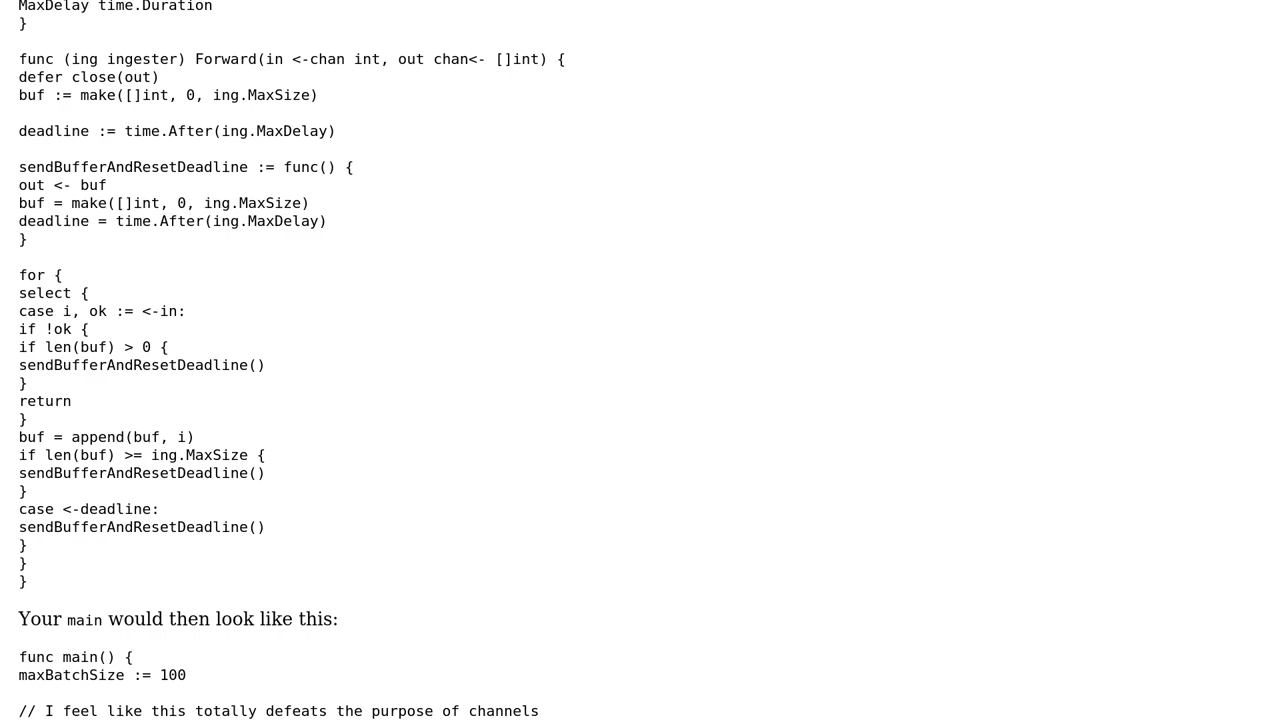 MaxDelay time.Duration
}
func (ing ingester) Forward(in <-chan int, out chan<- []int) {
defer close(out)
buf := make([]int, 0, ing.MaxSize)
deadline := time.After(ing.MaxDelay)
sendBufferAndResetDeadline := func() {
out <- buf
buf = make([]int, 0, ing.MaxSize)
deadline = time.After(ing.MaxDelay)
}
for {
select {
case i, ok := <-in:
if !ok {
if len(buf) > 0 {
sendBufferAndResetDeadline()
}
return
}
buf = append(buf, i)
if len(buf) >= ing.MaxSize {
sendBufferAndResetDeadline()
}
case <-deadline:
sendBufferAndResetDeadline()
}
}
}
Your main would then look like this:
func main() {
maxBatchSize := 100
// I feel like this totally defeats the purpose of channels